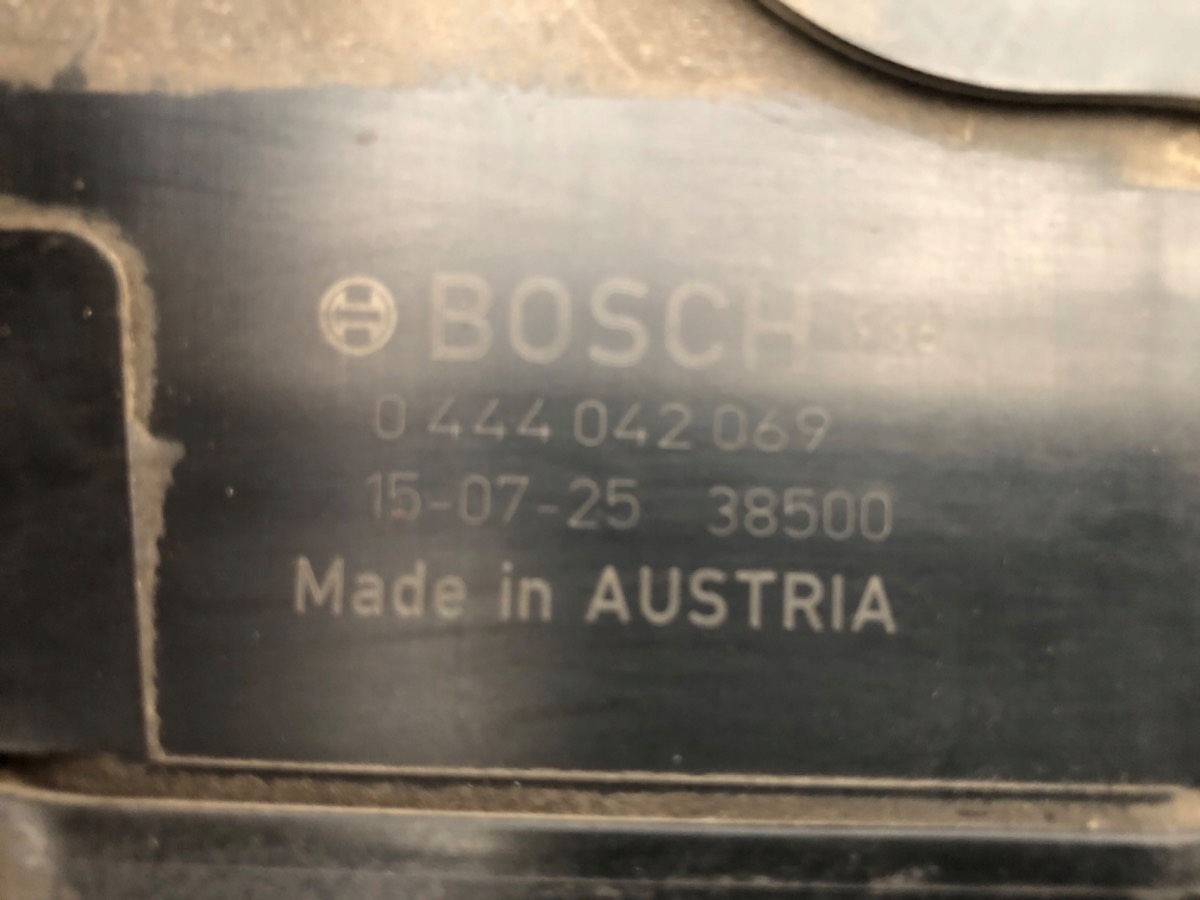 BOSCH
0 444 042 069
15-07-25 38500
Made in AUSTRIA